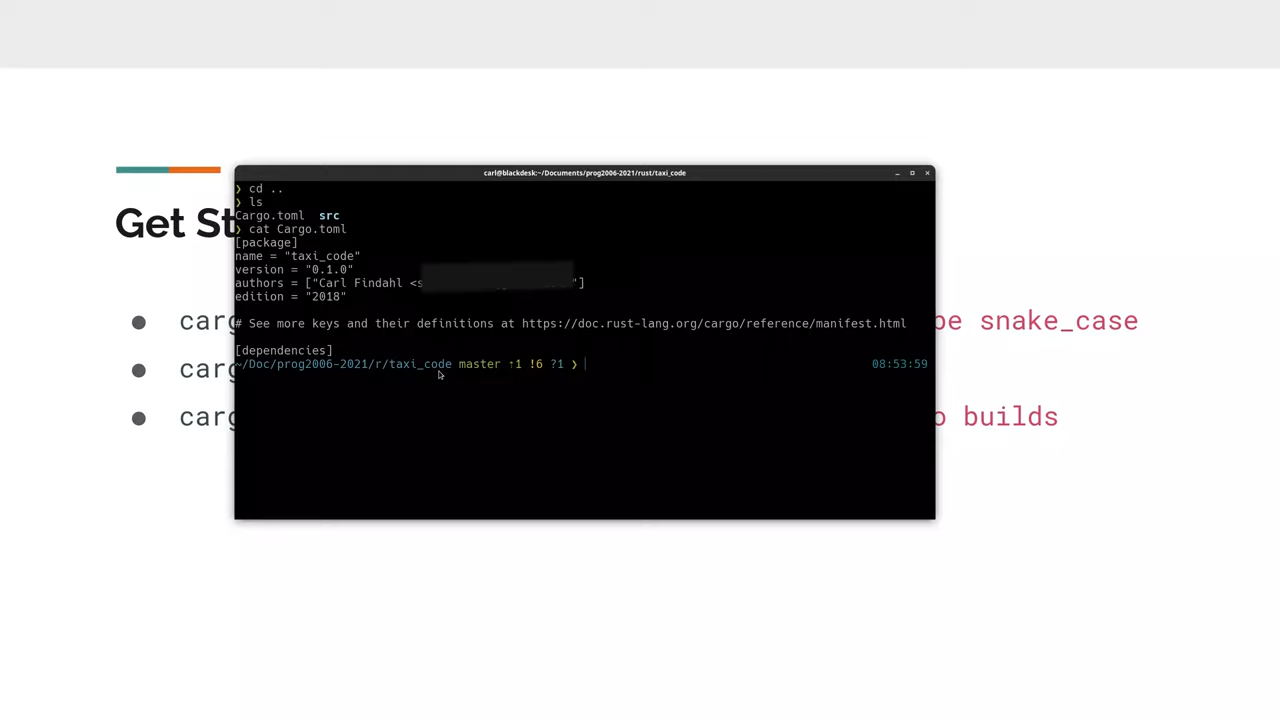 carl@blackdesk:~/Documents/prog2006-2021/rust/taxi_code
❯ cd ..
❯ ls
Cargo.toml src
❯ cat Cargo.toml
[package]
name = "taxi_code"
version = "0.1.0"
authors = ["Carl Findahl <s "]
edition = "2018"
# See more keys and their definitions at https://doc.rust-lang.org/cargo/reference/manifest.html
[dependencies]
~/Doc/prog2006-2021/r/taxi_code master ⇡1 !6 ?1 ❯ 08:53:59
Get St
● carg be snake_case
● carg
● carg o builds